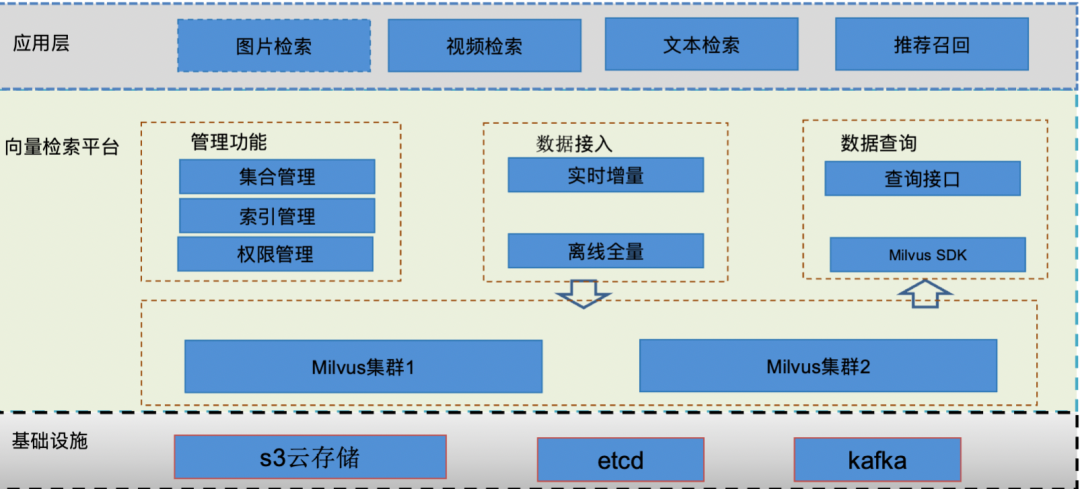 应用层
图片检索
视频检索
文本检索
推荐召回
向量检索平台
管理功能
集合管理
索引管理
权限管理
数据接入
实时增量
离线全量
数据查询
查询接口
Milvus SDK
Milvus集群1
Milvus集群2
基础设施
s3云存储
etcd
kafka